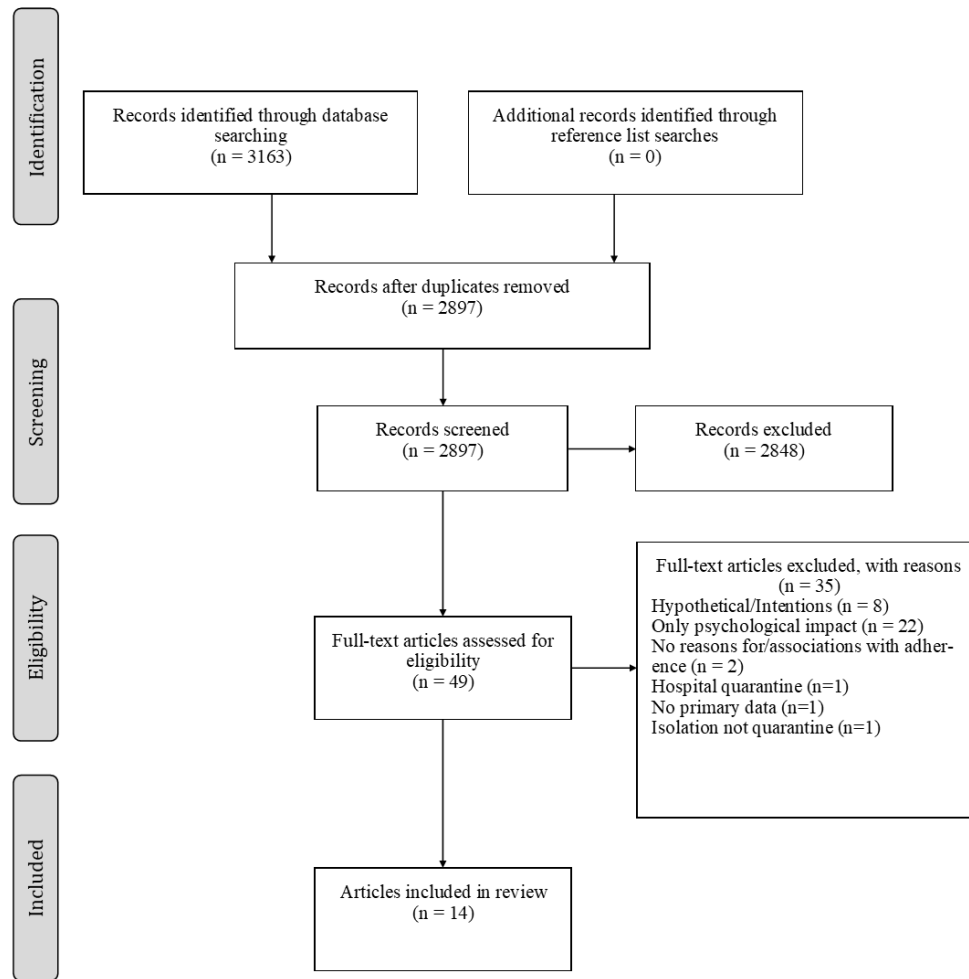 Identification
Records identified through database
searching
(n = 3163)
Additional records identified through
reference list searches
(n = 0)
Records after duplicates removed
(n = 2897)
Screening
Records screened
(n = 2897)
Records excluded
(n = 2848)
Eligibility
Full-text articles assessed for
eligibility
(n = 49)
Full-text articles excluded, with reasons
(n = 35)
Hypothetical/Intentions (n = 8)
Only psychological impact (n = 22)
No reasons for/associations with adher-
ence (n = 2)
Hospital quarantine (n=1)
No primary data (n=1)
Isolation not quarantine (n=1)
Included
Articles included in review
(n = 14)